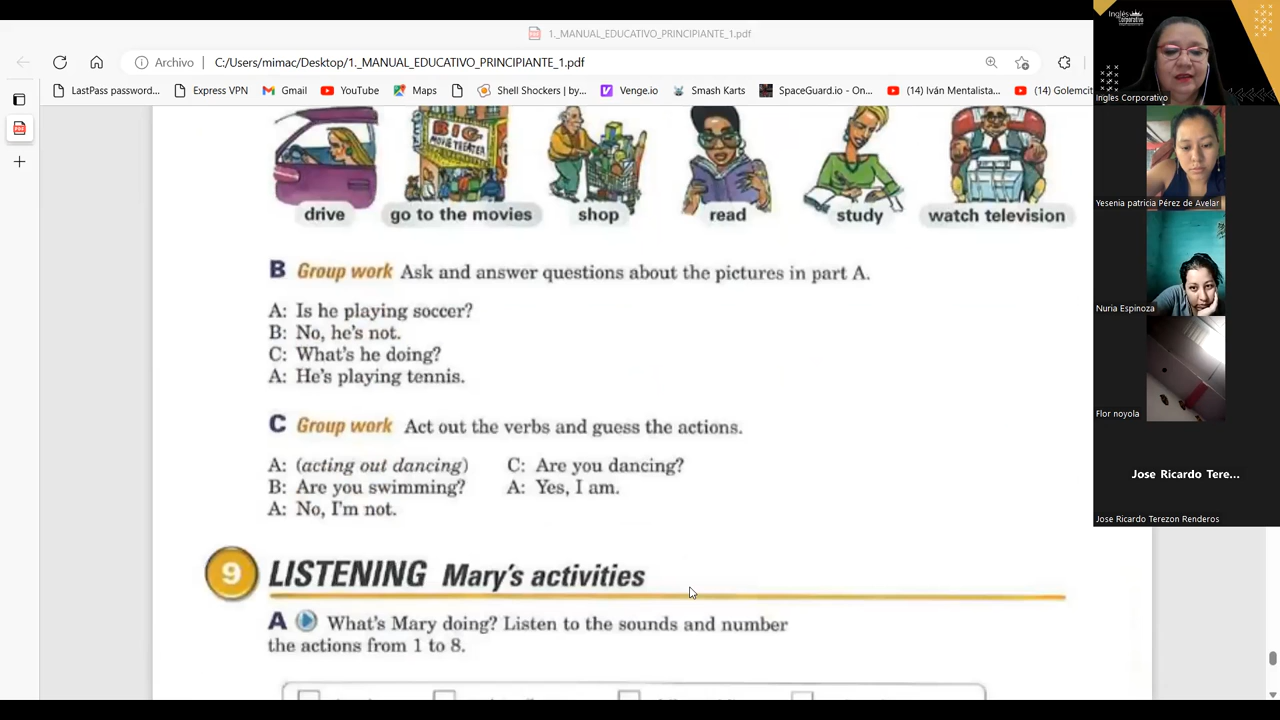 1._MANUAL_EDUCATIVO_PRINCIPIANTE_1.pdf
Archivo
C:/Users/mimac/Desktop/1._MANUAL_EDUCATIVO_PRINCIPIANTE_1.pdf
LastPass password... Express VPN Gmail YouTube Maps Shell Shockers | by... Venge.io Smash Karts SpaceGuard.io - On... (14) Iván Mentalista... (14) Golemcit
BIG
MOVIE THEATER
drive go to the movies shop read study watch television
B Group work Ask and answer questions about the pictures in part A.
A: Is he playing soccer?
B: No, he's not.
C: What's he doing?
A: He's playing tennis.
C Group work Act out the verbs and guess the actions.
A: (acting out dancing) C: Are you dancing?
B: Are you swimming? A: Yes, I am.
A: No, I'm not.
9 LISTENING Mary's activities
A What's Mary doing? Listen to the sounds and number
the actions from 1 to 8.
Inglés
Corporativo
Ingles Corporativo
Yesenia patricia Pérez de Avelar
Nuria Espinoza
Flor noyola
Jose Ricardo Tere...
Jose Ricardo Terezon Renderos